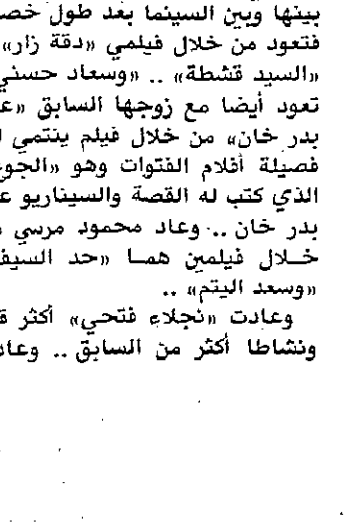 بينها وبين السينما بعد طول خص
فتعود من خلال فيلمي «دقة زار»
«السيد قشطة» .. «وسعاد حسني
تعود أيضا مع زوجها السابق «ع
بدر خان» من خلال فيلم ينتمي ل
فصيلة أفلام الفتوات وهو «الجوع
الذي كتب له القصة والسيناريو ع
بدر خان .. وعاد محمود مرسي م
خلال فيلمين هما «حد السيف
«وسعد اليتم» ..
وعادت «نجلاء فتحي» أكثر ق
ونشاطا أكثر من السابق .. وعاد